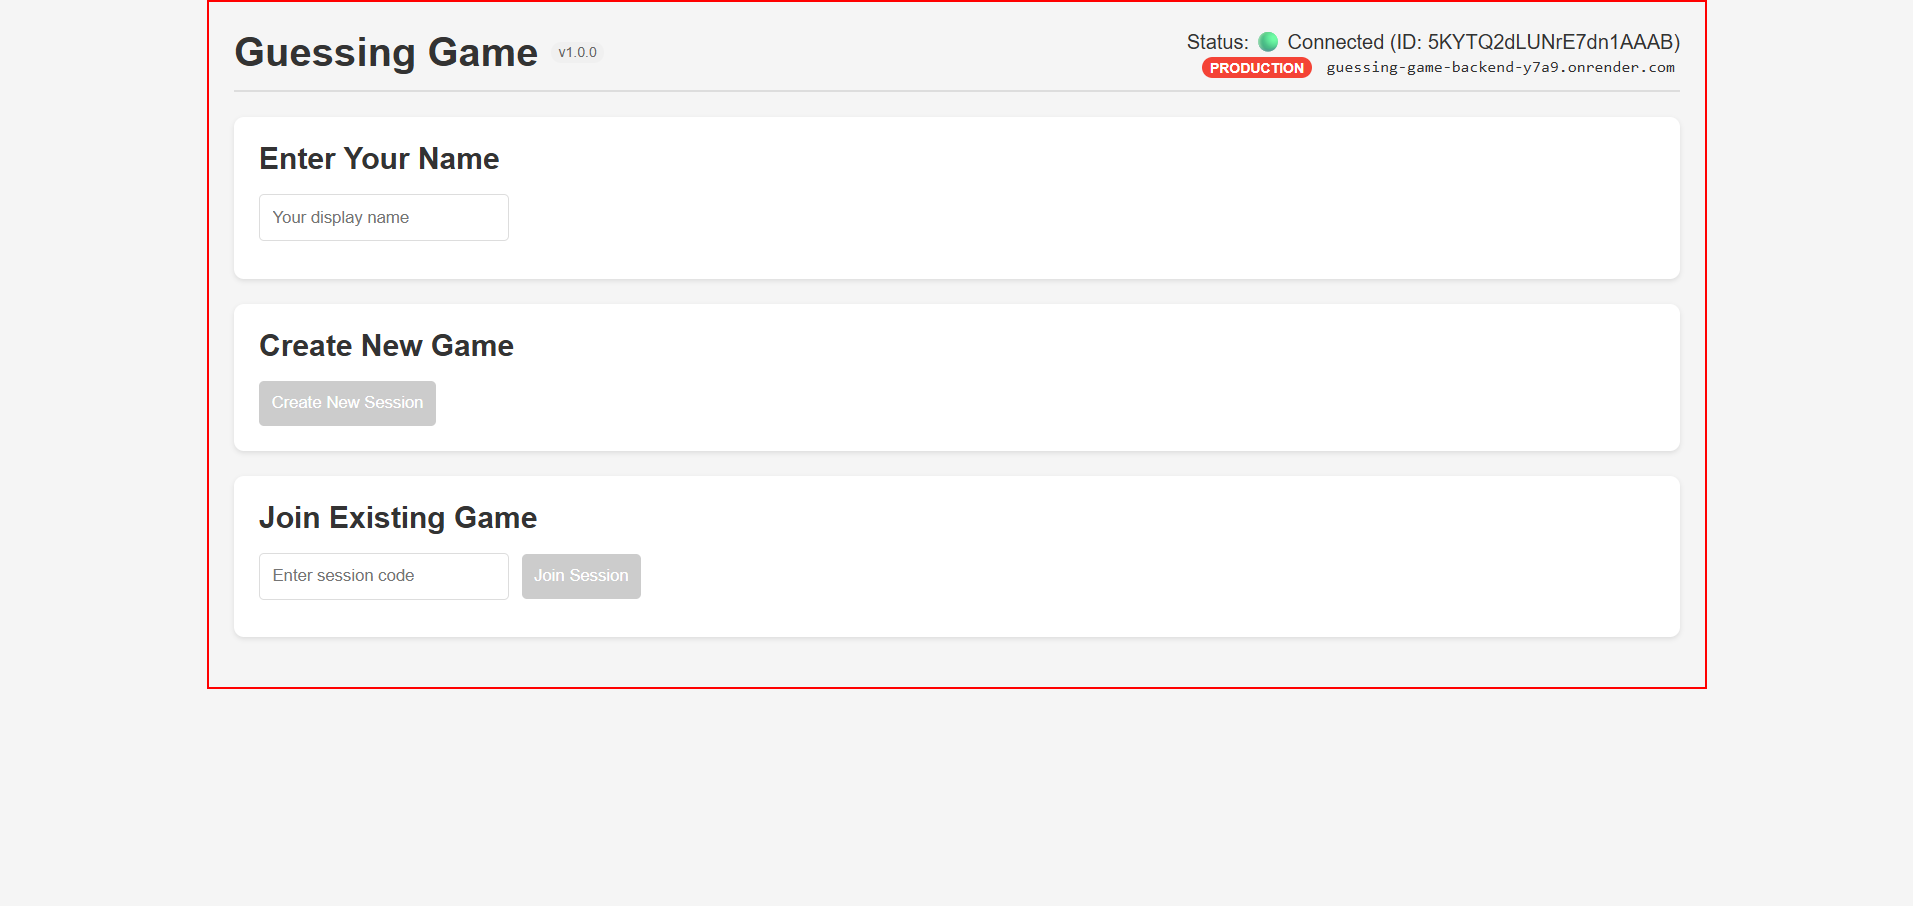 Guessing Game v1.0.0
Status: Connected (ID: 5KYTQ2dLUNrE7dn1AAAB)
PRODUCTION guessing-game-backend-y7a9.onrender.com
Enter Your Name
Your display name
Create New Game
Create New Session
Join Existing Game
Enter session code Join Session